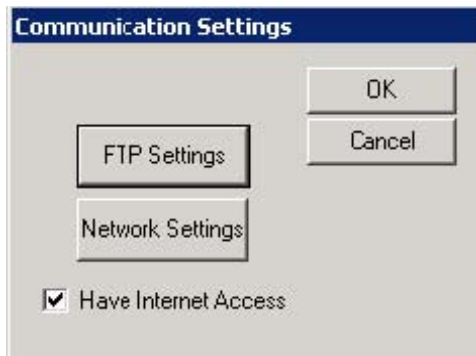 Communication Settings
OK
Cancel
FTP Settings
Network Settings
Have Internet Access